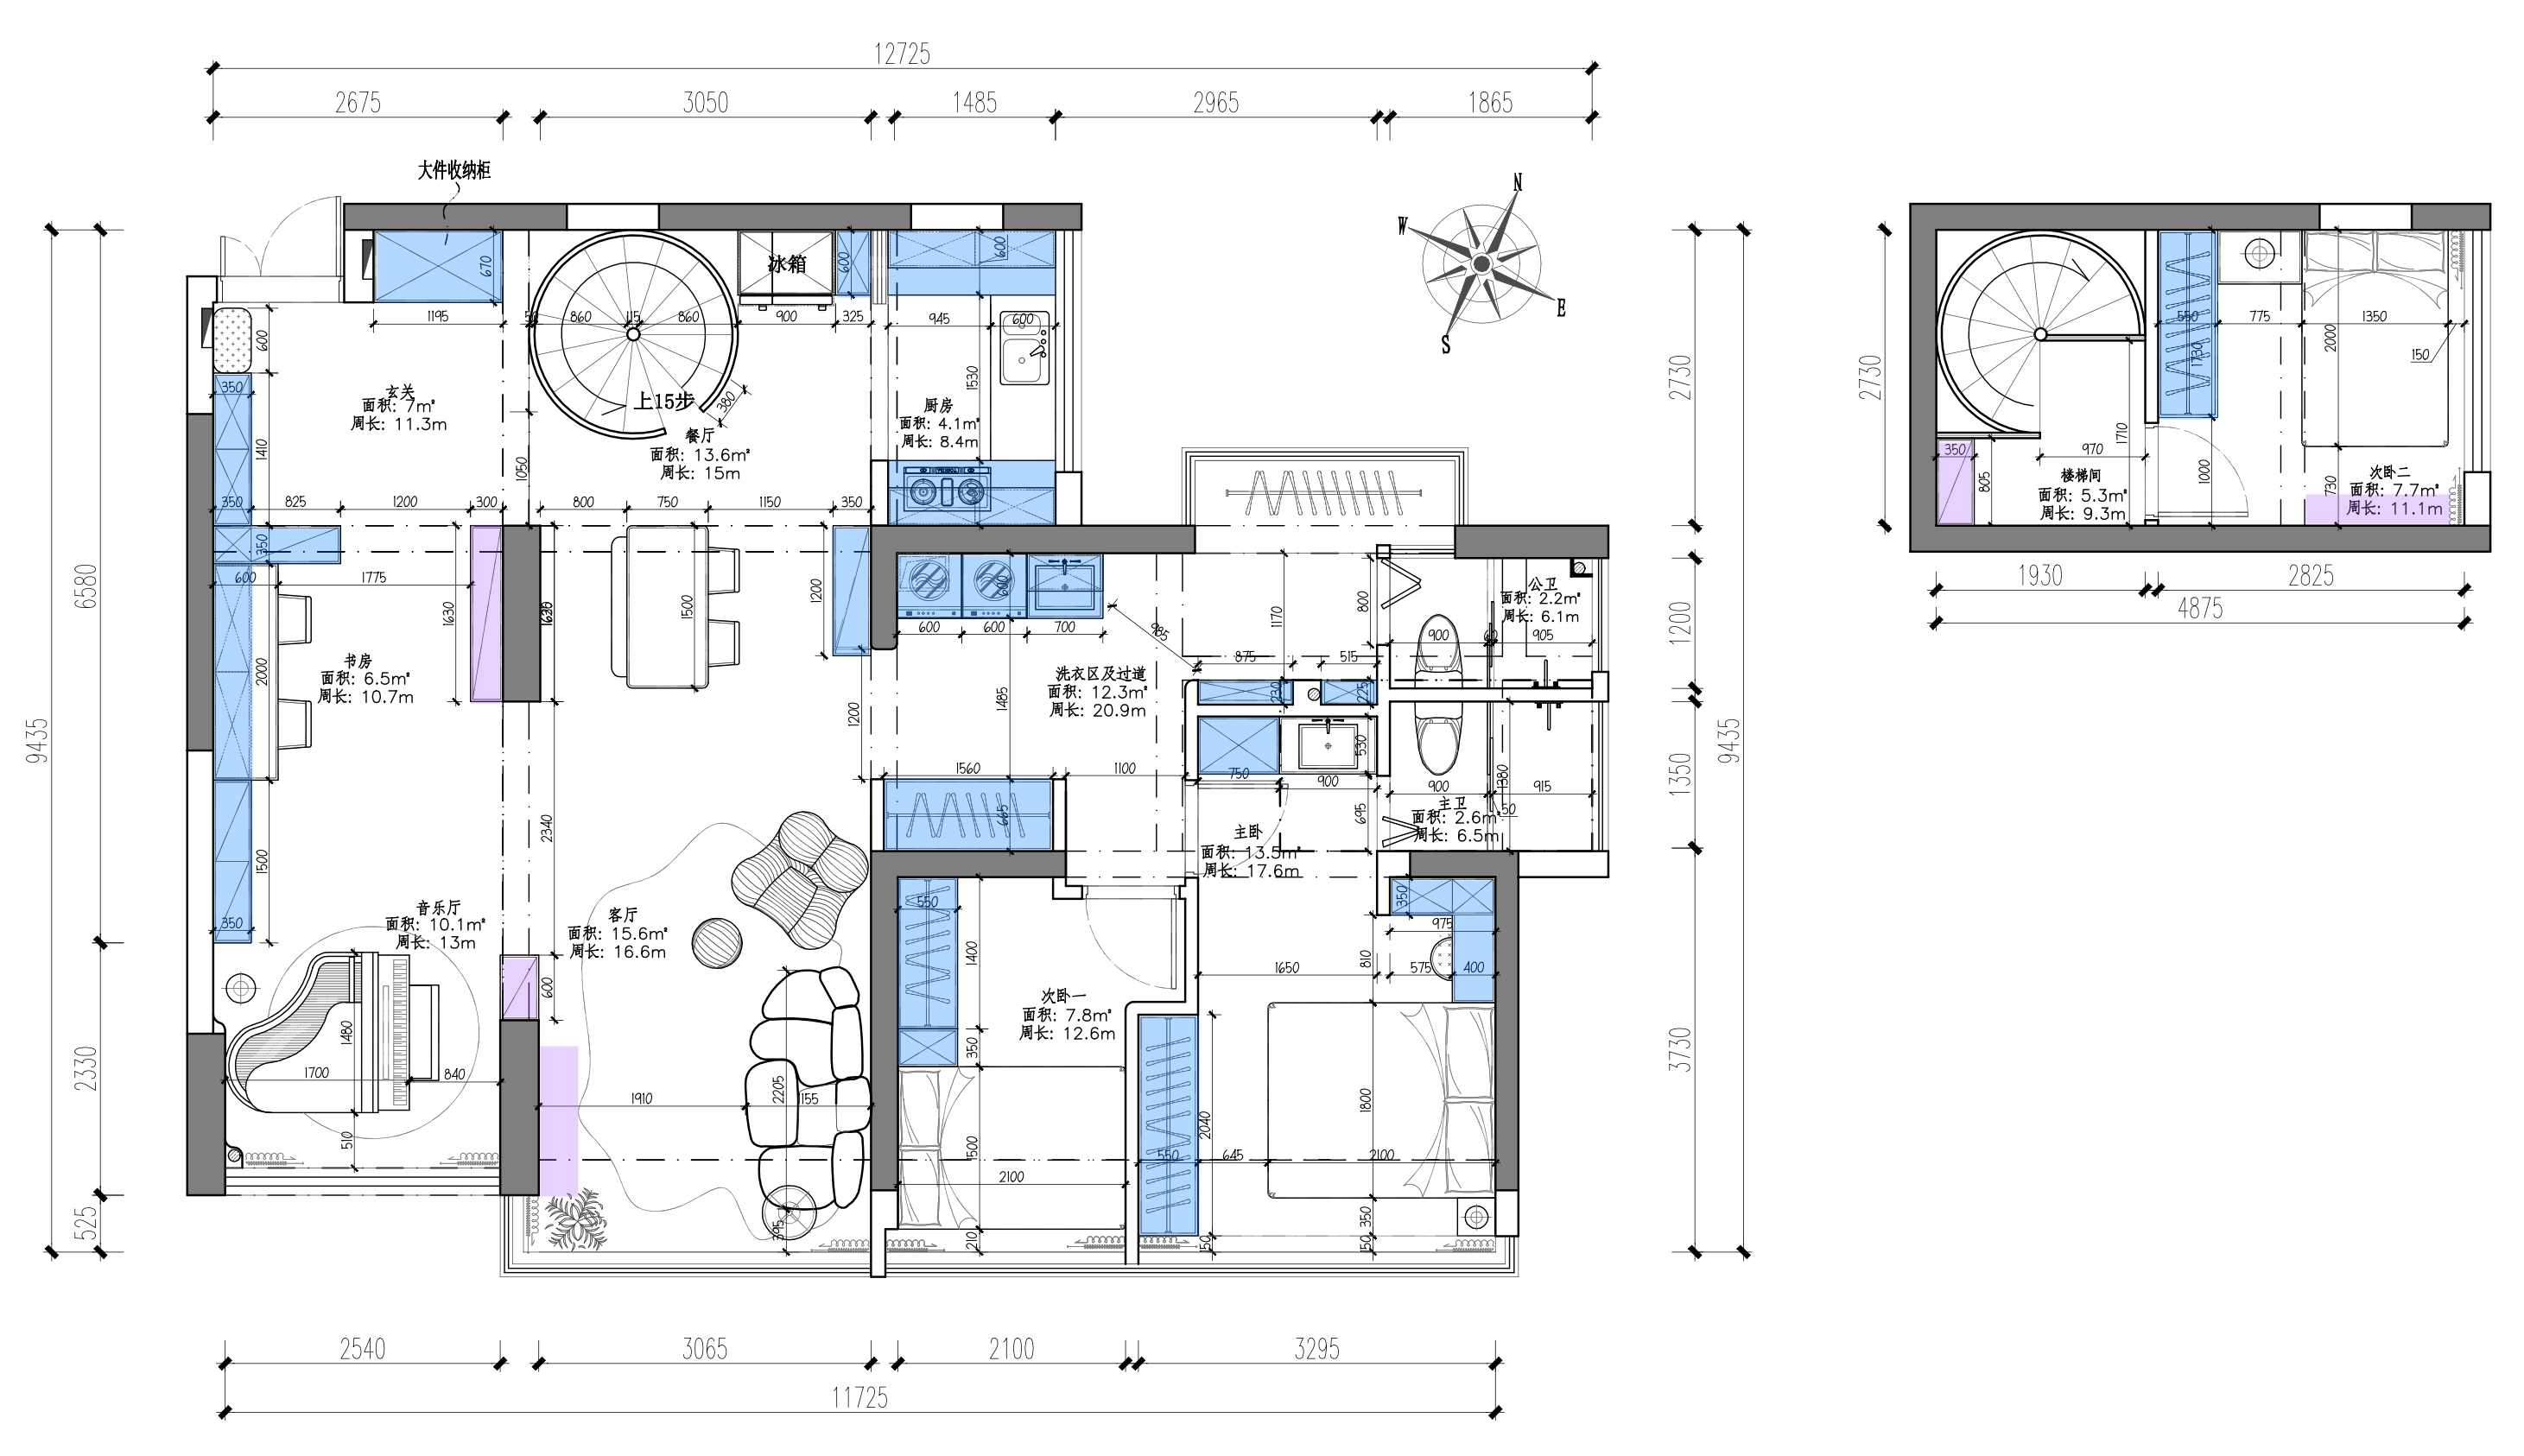 12725
2675 3050 1485 2965 1865
大件收纳柜
N
W
E
S
670
冰箱
600
600
1195 50 860 115 860 900 325 945 600
600
350
玄关
面积: 7㎡
周长: 11.3m
上15步
380
1530
厨房
面积: 4.1㎡
周长: 8.4m
餐厅
面积: 13.6㎡
周长: 15m
1410
1050
350 825 1200 300 800 750 1150 350
350
600 1775
1630
1500
1200
2000
书房
面积: 6.5㎡
周长: 10.7m
600
600 600 700
985
1170
800
875 515
230
225
公卫
面积: 2.2㎡
周长: 6.1m
900 905
洗衣区及过道
面积: 12.3㎡
周长: 20.9m
1485
1200
530
1560 1100 750 900
900 915
1380
50
主卫
面积: 2.6㎡
周长: 6.5m
695
665
主卧
面积: 13.5㎡
周长: 17.6m
2340
1500
350
音乐厅
面积: 10.1㎡
周长: 13m
客厅
面积: 15.6㎡
周长: 16.6m
550
1400
350
975
810
1650 575 400
600
次卧一
面积: 7.8㎡
周长: 12.6m
350
1480
1700 840
510
1910
2205
1155
395
1500
2100
210
2040
550 645 2100
1800
350
150
150
9435
6580
2330
525
2730
1200
1350
3730
9435
2540 3065 2100 3295
11725
2730
550 775 1350
2000
150
1730
1710
350
970
805
1000
730
楼梯间
面积: 5.3㎡
周长: 9.3m
次卧二
面积: 7.7㎡
周长: 11.1m
1930 2825
4875